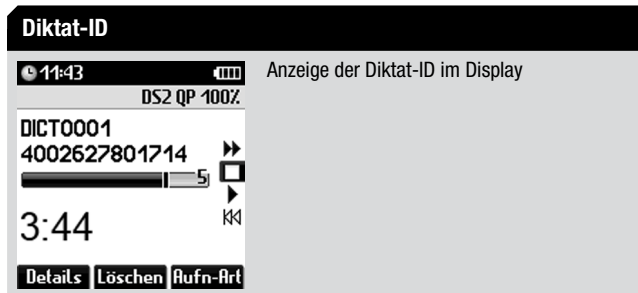 Diktat-ID
11:43
Anzeige der Diktat-ID im Display
DS2 QP 100%
DICT0001
4002627801714
5
3:44
Details Löschen Aufn-Art